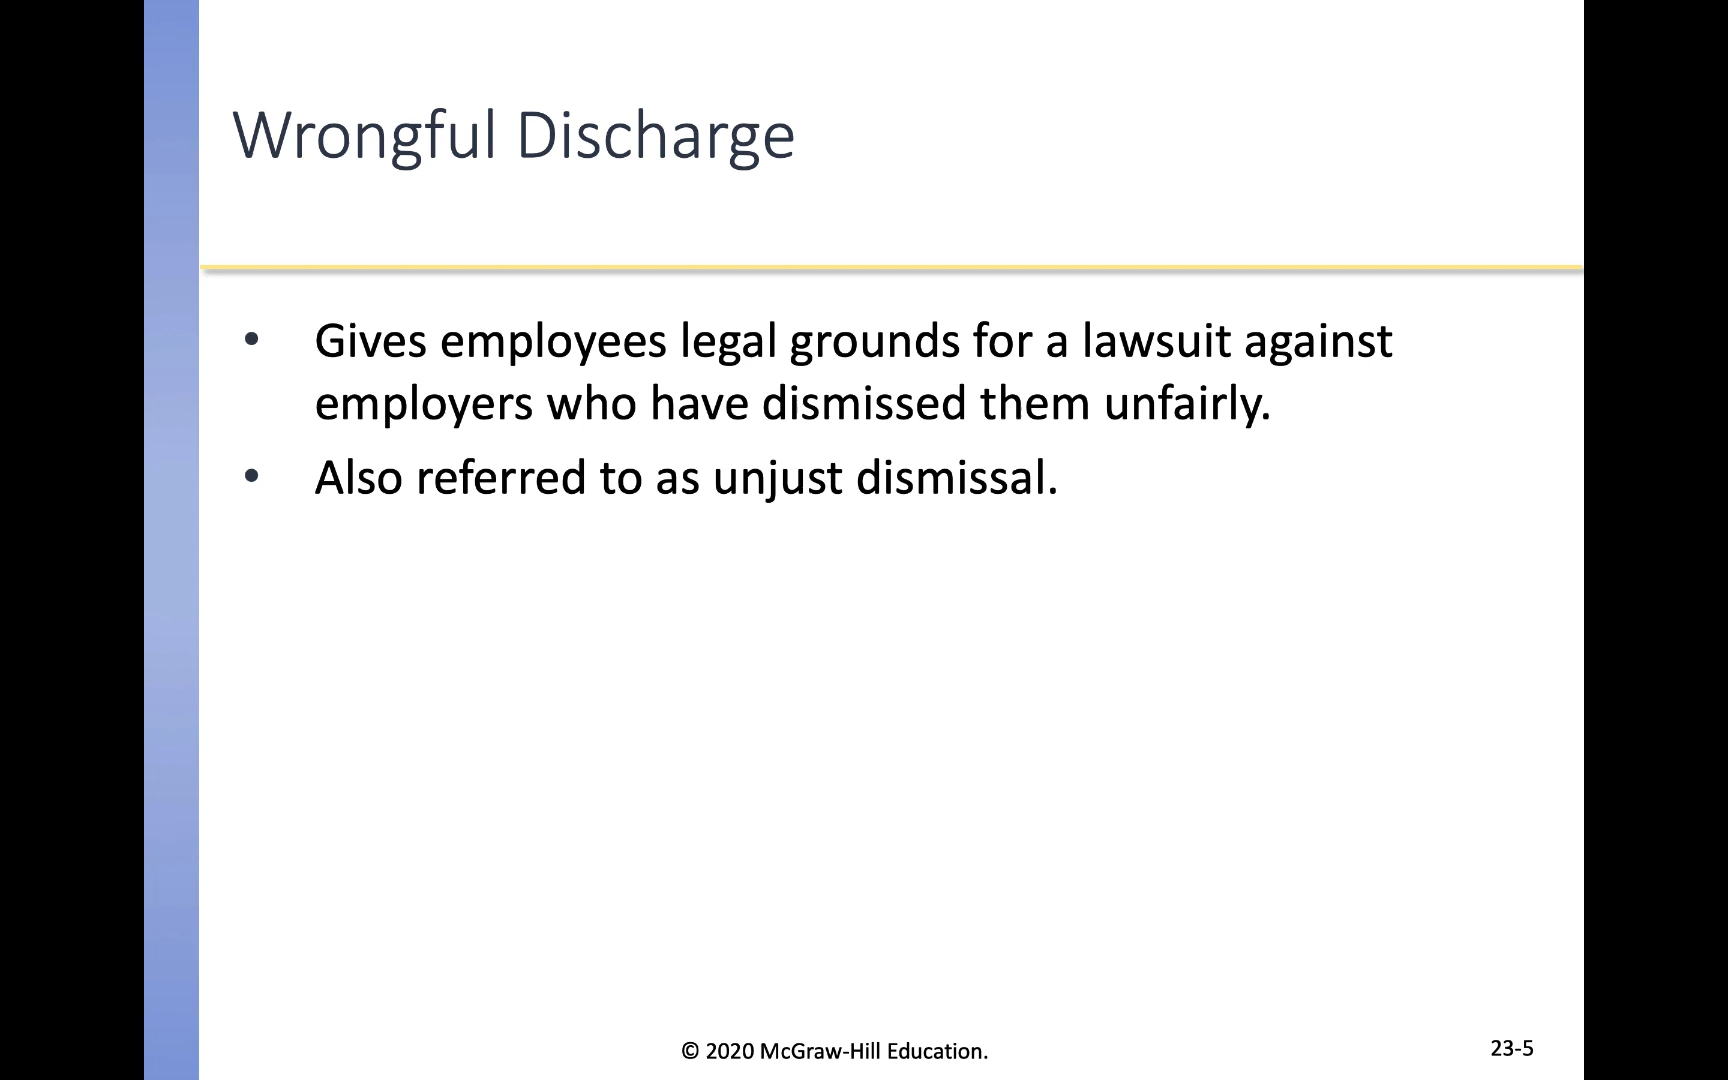 Wrongful Discharge
• Gives employees legal grounds for a lawsuit against
employers who have dismissed them unfairly.
• Also referred to as unjust dismissal.
© 2020 McGraw-Hill Education.
23-5